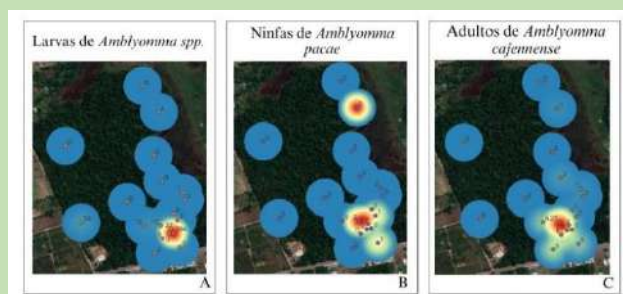 Larvas de Amblyomma spp.
A
Ninfas de Amblyomma
pacae
B
Adultos de Amblyomma
cajennense
C